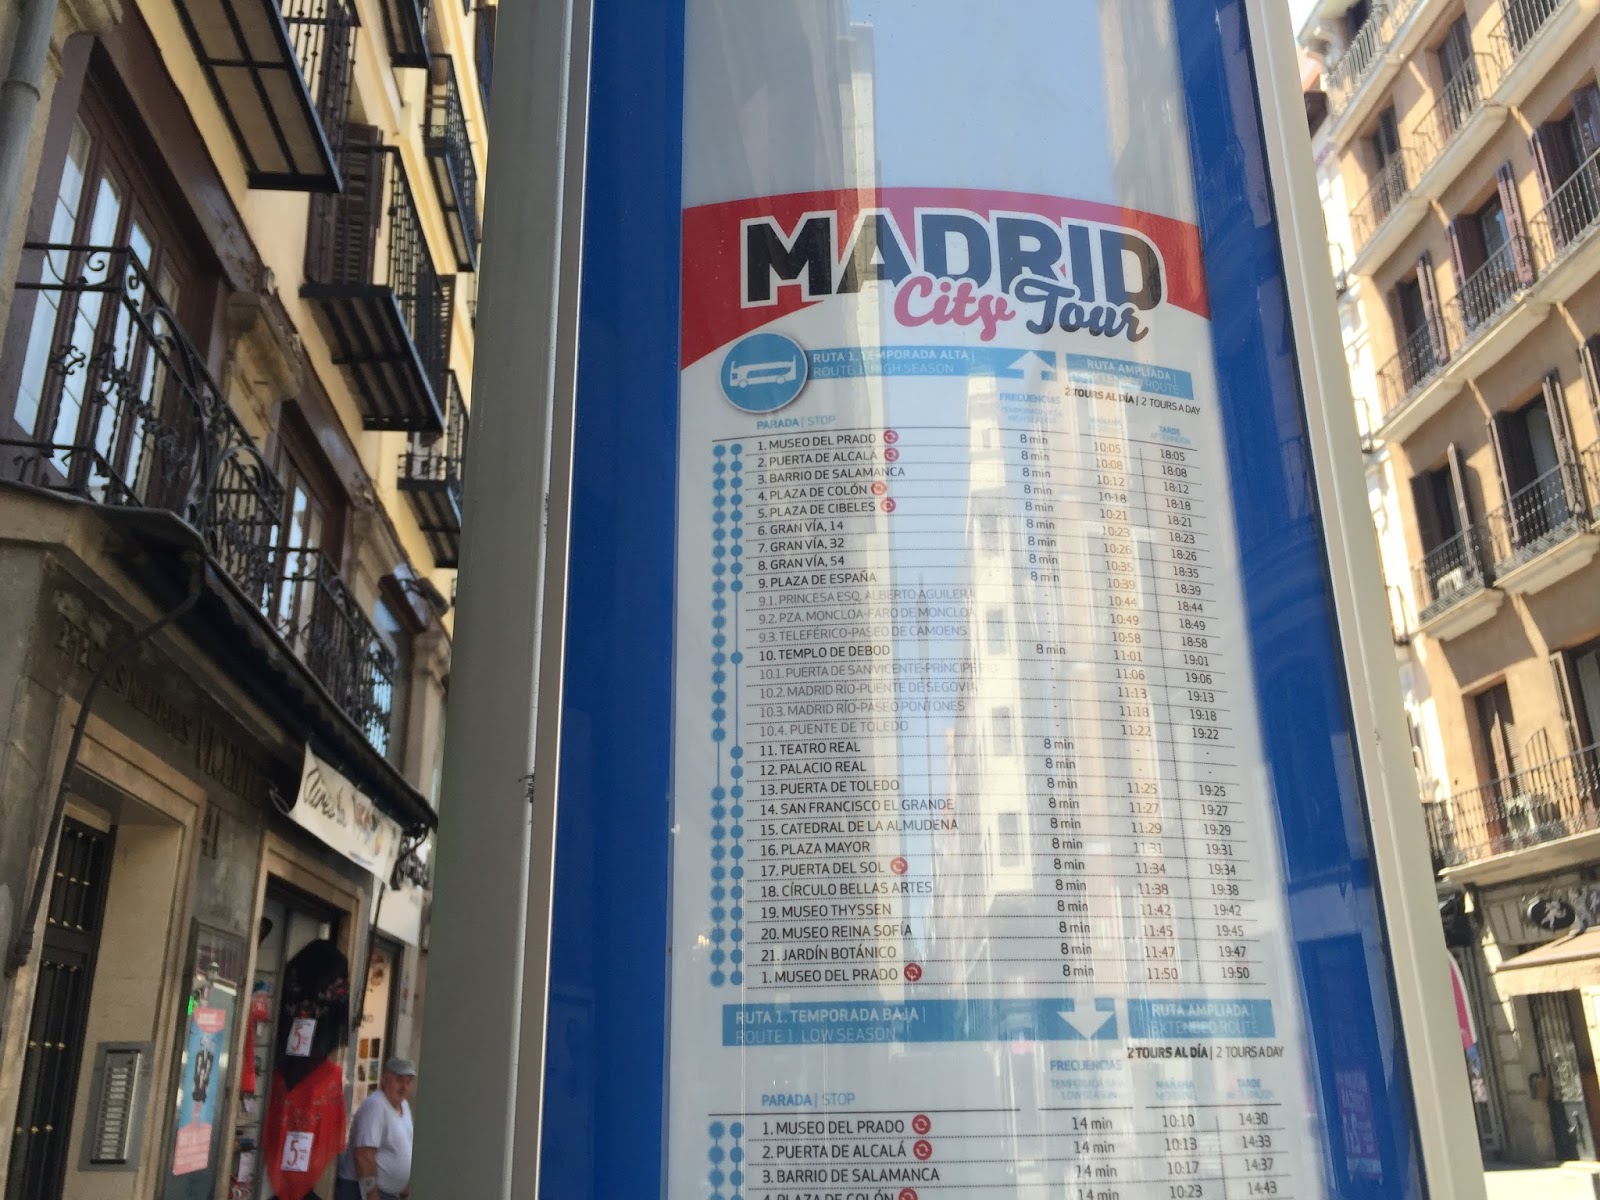 MADRID
City Tour
RUTA 1. TEMPORADA ALTA | RUTA AMPLIADA |
ROUTE 1. HIGH SEASON
FRECUENCIAS 2 TOURS AL DÍA | 2 TOURS A DAY
PARADA | STOP TARDE
1. MUSEO DEL PRADO 8 min 10:05 18:05
2. PUERTA DE ALCALÁ 8 min 10:08 18:08
3. BARRIO DE SALAMANCA 8 min 10:12 18:12
4. PLAZA DE COLÓN 8 min 10:18 18:18
5. PLAZA DE CIBELES 8 min 10:21 18:21
6. GRAN VÍA, 14 8 min 10:23 18:23
7. GRAN VÍA, 32 8 min 10:26 18:26
8. GRAN VÍA, 54 8 min 10:35 18:35
9. PLAZA DE ESPAÑA 8 min 10:39 18:39
9.1. PRINCESA ESQ. ALBERTO AGUILERA - 10:44 18:44
9.2. PZA. MONCLOA-FARO DE MONCLOA - 10:49 18:49
9.3. TELEFÉRICO-PASEO DE CAMOENS - 10:58 18:58
10. TEMPLO DE DEBOD 8 min 11:01 19:01
10.1. PUERTA DE SAN VICENTE-PRINCIPE PIO - 11:06 19:06
10.2. MADRID RÍO-PUENTE DE SEGOVIA - 11:13 19:13
10.3. MADRID RÍO-PASEO PONTONES - 11:18 19:18
10.4. PUENTE DE TOLEDO - 11:22 19:22
11. TEATRO REAL 8 min - -
12. PALACIO REAL 8 min - -
13. PUERTA DE TOLEDO 8 min 11:25 19:25
14. SAN FRANCISCO EL GRANDE 8 min 11:27 19:27
15. CATEDRAL DE LA ALMUDENA 8 min 11:29 19:29
16. PLAZA MAYOR 8 min 11:31 19:31
17. PUERTA DEL SOL 8 min 11:34 19:34
18. CÍRCULO BELLAS ARTES 8 min 11:38 19:38
19. MUSEO THYSSEN 8 min 11:42 19:42
20. MUSEO REINA SOFÍA 8 min 11:45 19:45
21. JARDÍN BOTÁNICO 8 min 11:47 19:47
1. MUSEO DEL PRADO 8 min 11:50 19:50
RUTA 1. TEMPORADA BAJA | RUTA AMPLIADA |
ROUTE 1. LOW SEASON EXTENDED ROUTE
2 TOURS AL DÍA | 2 TOURS A DAY
FRECUENCIAS
TEMPORADA BAJA MAÑANA TARDE
PARADA | STOP LOW SEASON MORNING
1. MUSEO DEL PRADO 14 min 10:10 14:30
2. PUERTA DE ALCALÁ 14 min 10:13 14:33
3. BARRIO DE SALAMANCA 14 min 10:17 14:37
4. PLAZA DE COLÓN 14 min 10:23 14:43
5
5